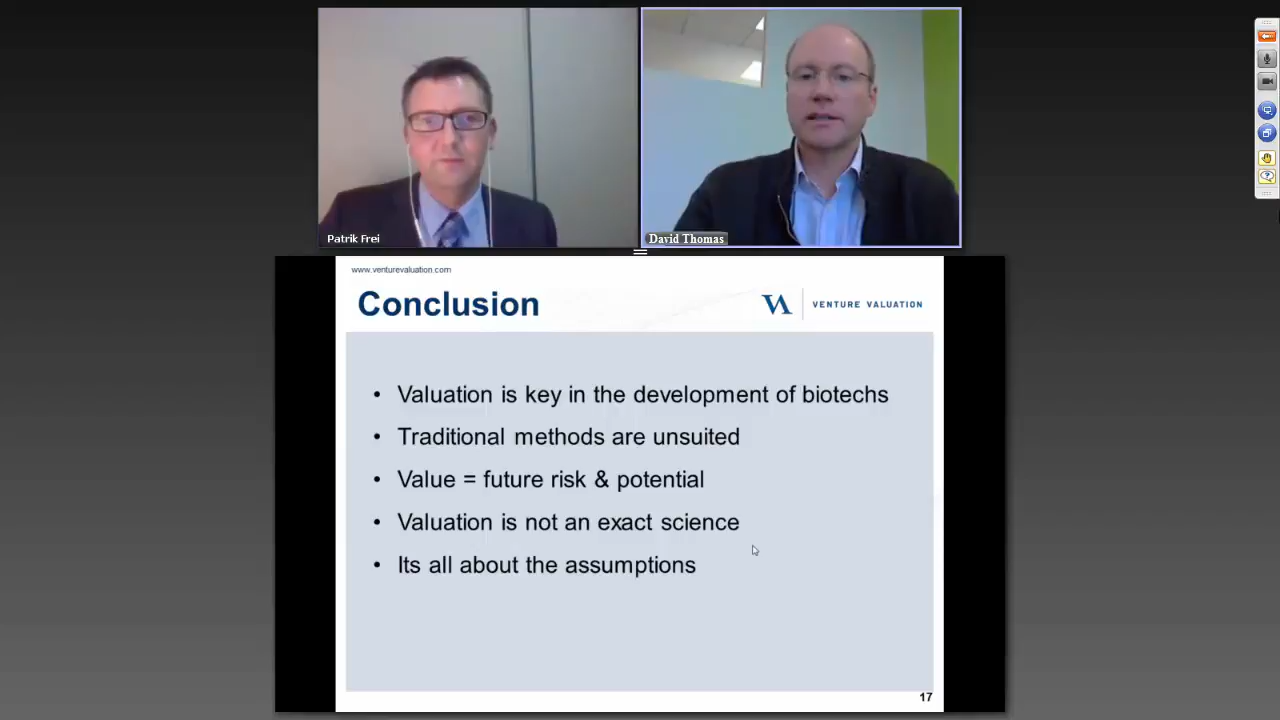 Patrik Frei
David Thomas
www.venturevaluation.com
Conclusion
VA
VENTURE VALUATION
• Valuation is key in the development of biotechs
• Traditional methods are unsuited
• Value = future risk & potential
• Valuation is not an exact science
• Its all about the assumptions
17